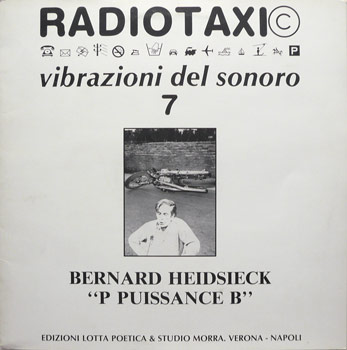 RADIOTAXI©
P
vibrazioni del sonoro
7
BERNARD HEIDSIECK
“P PUISSANCE B”
EDIZIONI LOTTA POETICA & STUDIO MORRA. VERONA - NAPOLI